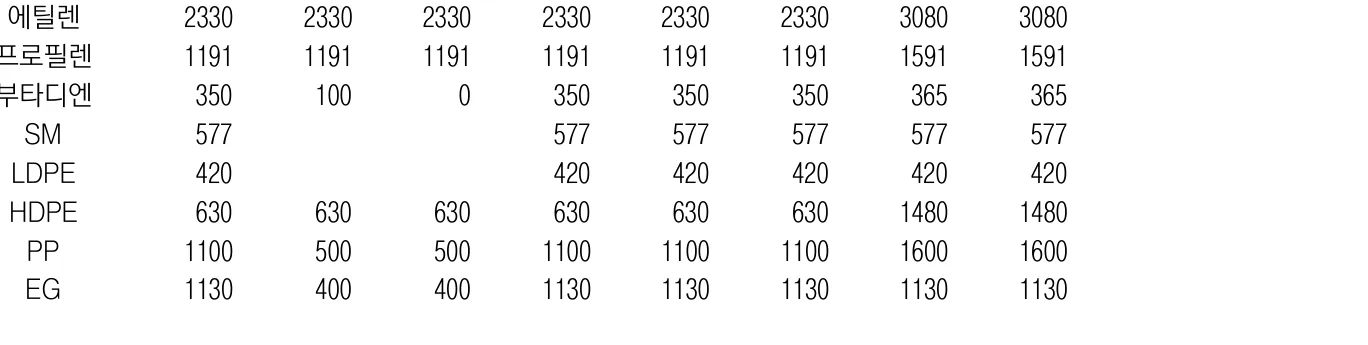 에틸렌 2330 2330 2330 2330 2330 2330 3080 3080
프로필렌 1191 1191 1191 1191 1191 1191 1591 1591
부타디엔 350 100 0 350 350 350 365 365
SM 577 577 577 577 577 577
LDPE 420 420 420 420 420 420
HDPE 630 630 630 630 630 630 1480 1480
PP 1100 500 500 1100 1100 1100 1600 1600
EG 1130 400 400 1130 1130 1130 1130 1130